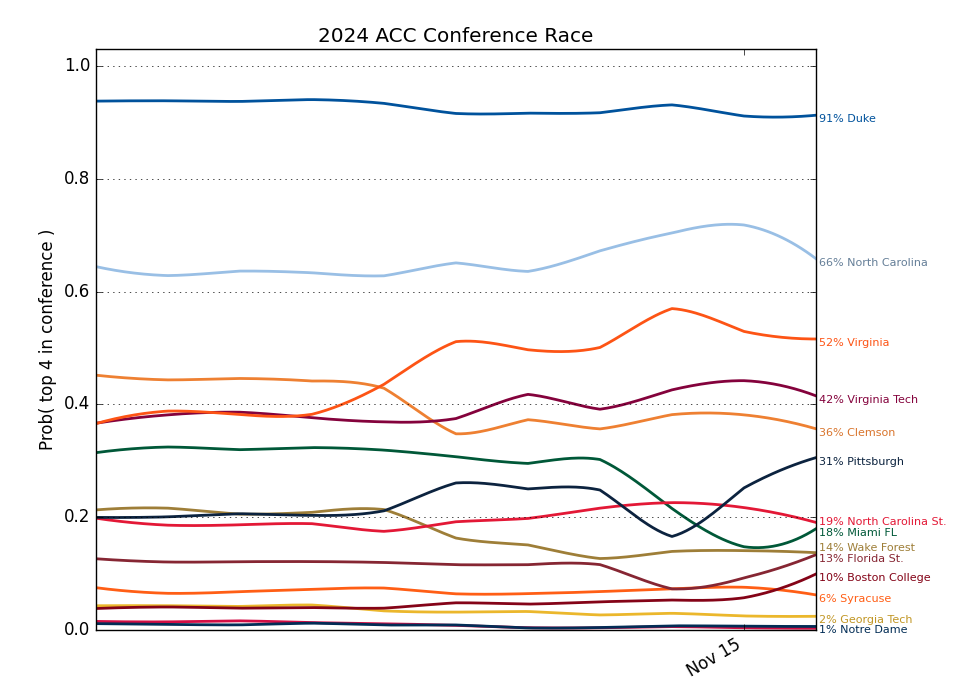 2024 ACC Conference Race
Prob( top 4 in conference )
1.0
0.8
0.6
0.4
0.2
0.0
Nov 15
91% Duke
66% North Carolina
52% Virginia
42% Virginia Tech
36% Clemson
31% Pittsburgh
19% North Carolina St.
18% Miami FL
14% Wake Forest
13% Florida St.
10% Boston College
6% Syracuse
2% Georgia Tech
1% Notre Dame